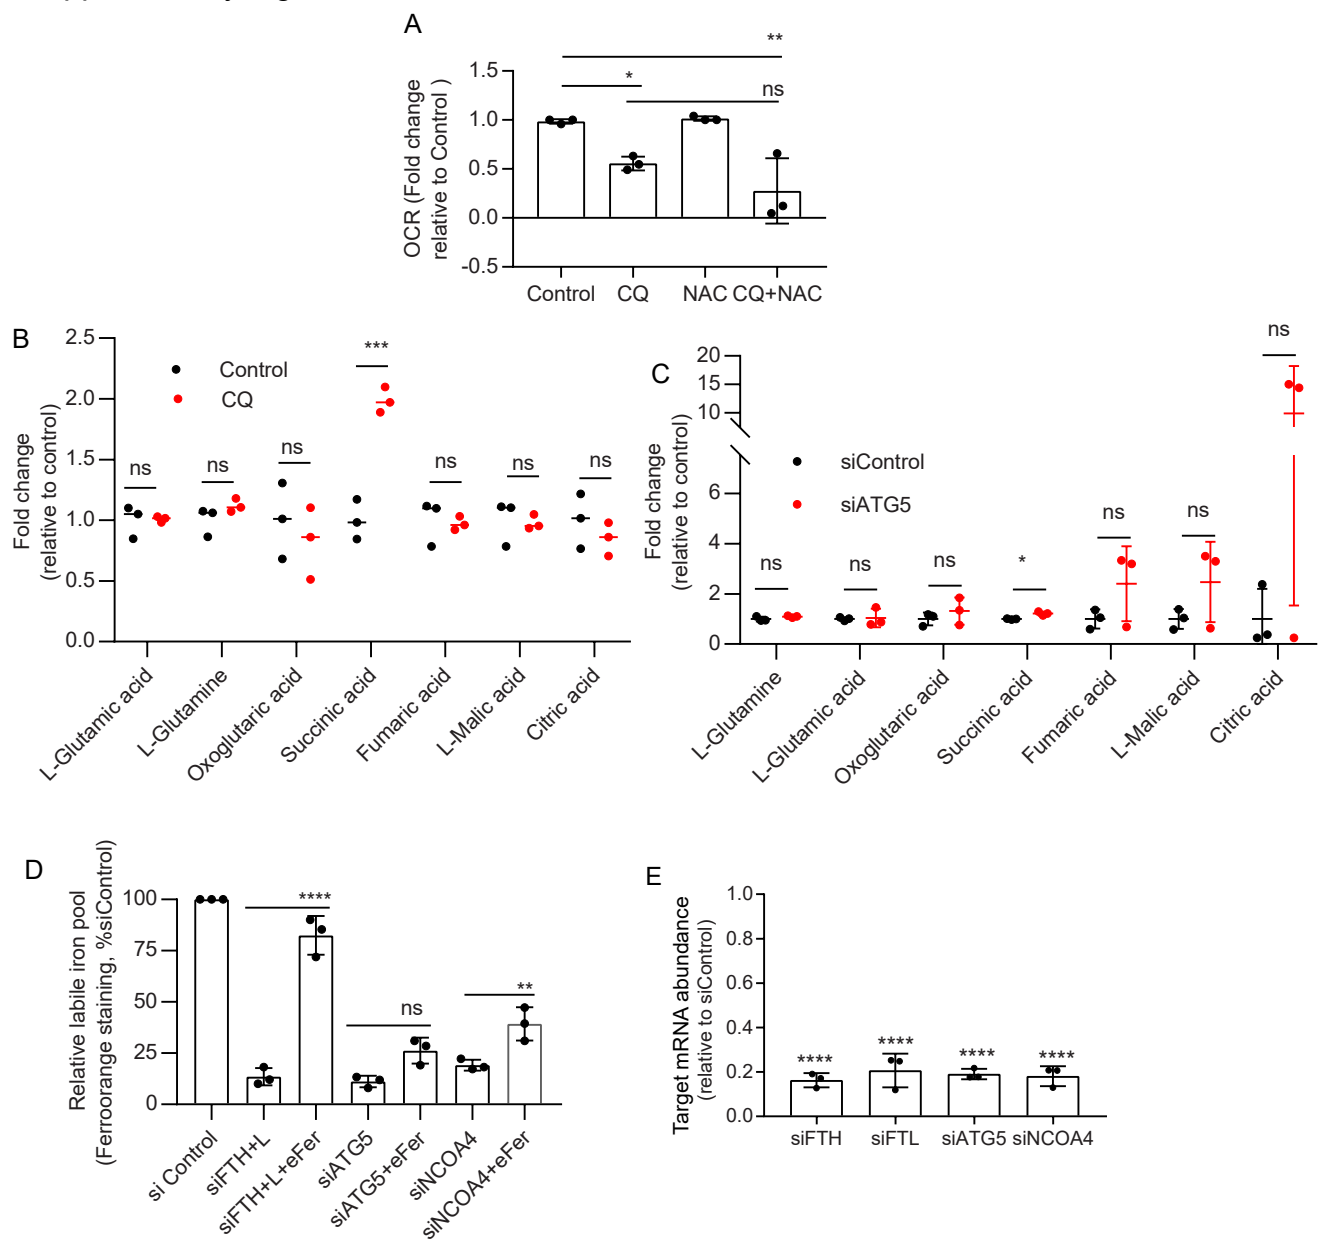 A
**
*
ns
OCR (Fold change
relative to Control )
1.5
1.0
0.5
0.0
-0.5
Control CQ NAC CQ+NAC
B
Fold change
(relative to control)
2.5
2.0
1.5
1.0
0.5
0.0
Control
CQ
ns ns ns *** ns ns ns
L-Glutamic acid
L-Glutamine
Oxoglutaric acid
Succinic acid
Fumaric acid
L-Malic acid
Citric acid
C
Fold change
(relative to control)
20
15
10
6
4
2
0
siControl
siATG5
ns ns ns * ns ns ns
L-Glutamine
L-Glutamic acid
Oxoglutaric acid
Succinic acid
Fumaric acid
L-Malic acid
Citric acid
D
Relative labile iron pool
(Ferroorange staining, %siControl)
100
75
50
25
0
**** ns **
si Control
siFTH+L
siFTH+L+eFer
siATG5
siATG5+eFer
siNCOA4
siNCOA4+eFer
E
Target mRNA abundance
(relative to siControl)
1.0
0.8
0.6
0.4
0.2
0.0
**** **** **** ****
siFTH siFTL siATG5 siNCOA4